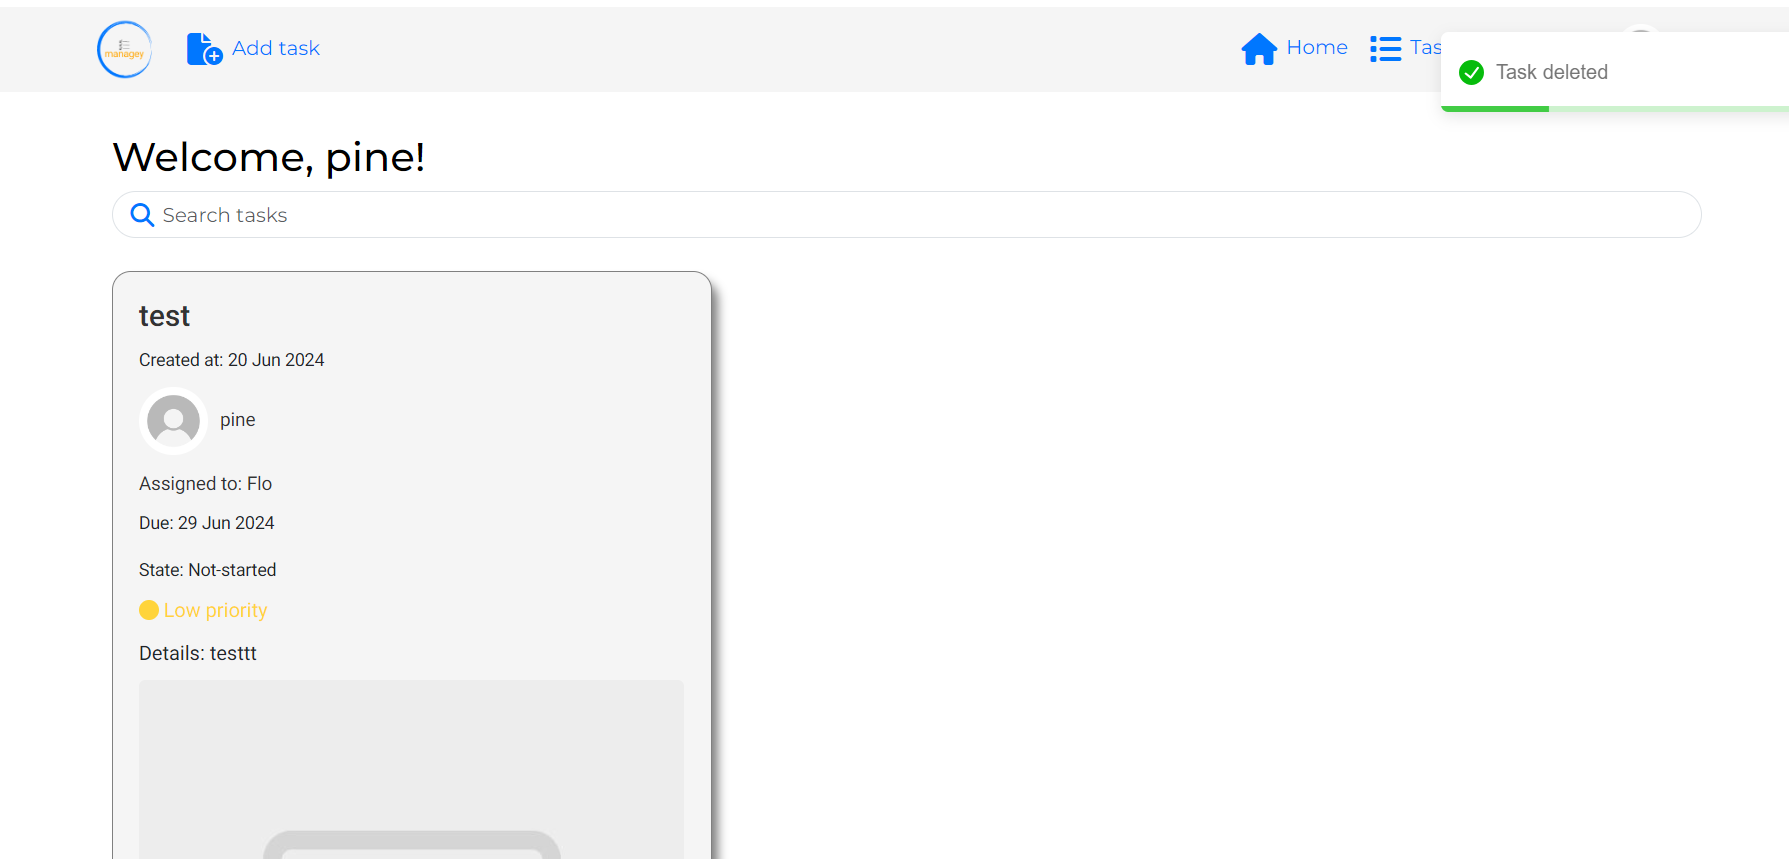 managey
Add task
Home
Tas
Task deleted
Welcome, pine!
Search tasks
test
Created at: 20 Jun 2024
pine
Assigned to: Flo
Due: 29 Jun 2024
State: Not-started
Low priority
Details: testtt